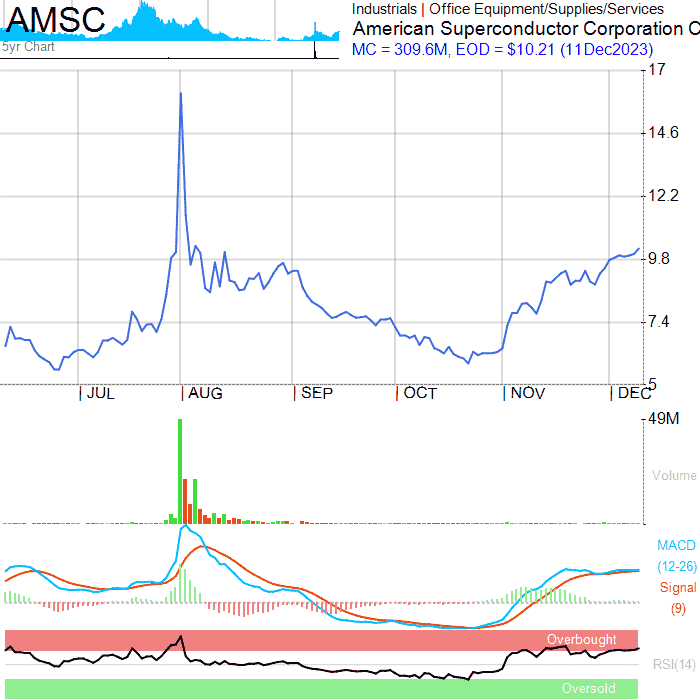 AMSC
5yr Chart
Industrials | Office Equipment/Supplies/Services
American Superconductor Corporation C
MC = 309.6M, EOD = $10.21 (11Dec2023)
17
14.6
12.2
9.8
7.4
5
| JUL | AUG | SEP | OCT | NOV | DEC
49M
Volume
MACD
(12-26)
Signal
(9)
Overbought
RSI(14)
Oversold